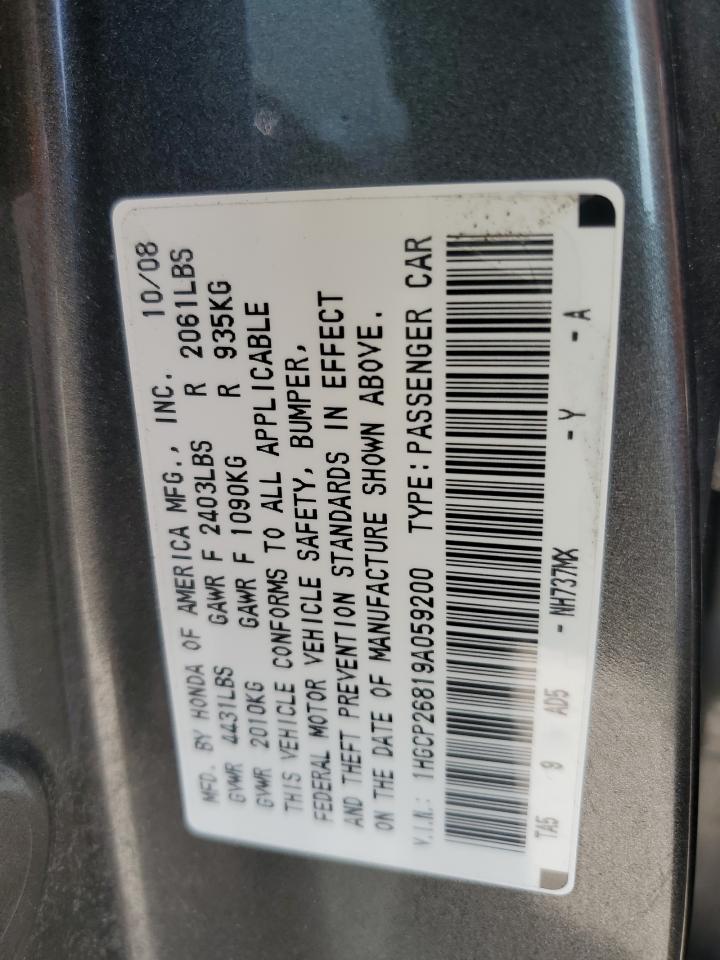 MFD. BY HONDA OF AMERICA MFG., INC. 10/08
GVWR 4431LBS GAWR F 2403LBS R 2061LBS
GVWR 2010KG GAWR F 1090KG R 935KG
THIS VEHICLE CONFORMS TO ALL APPLICABLE
FEDERAL MOTOR VEHICLE SAFETY, BUMPER,
AND THEFT PREVENTION STANDARDS IN EFFECT
ON THE DATE OF MANUFACTURE SHOWN ABOVE.
V.I.N.: 1HGCP26819A059200 TYPE: PASSENGER CAR
TA5 9 AD5 - NH737MX - Y - A